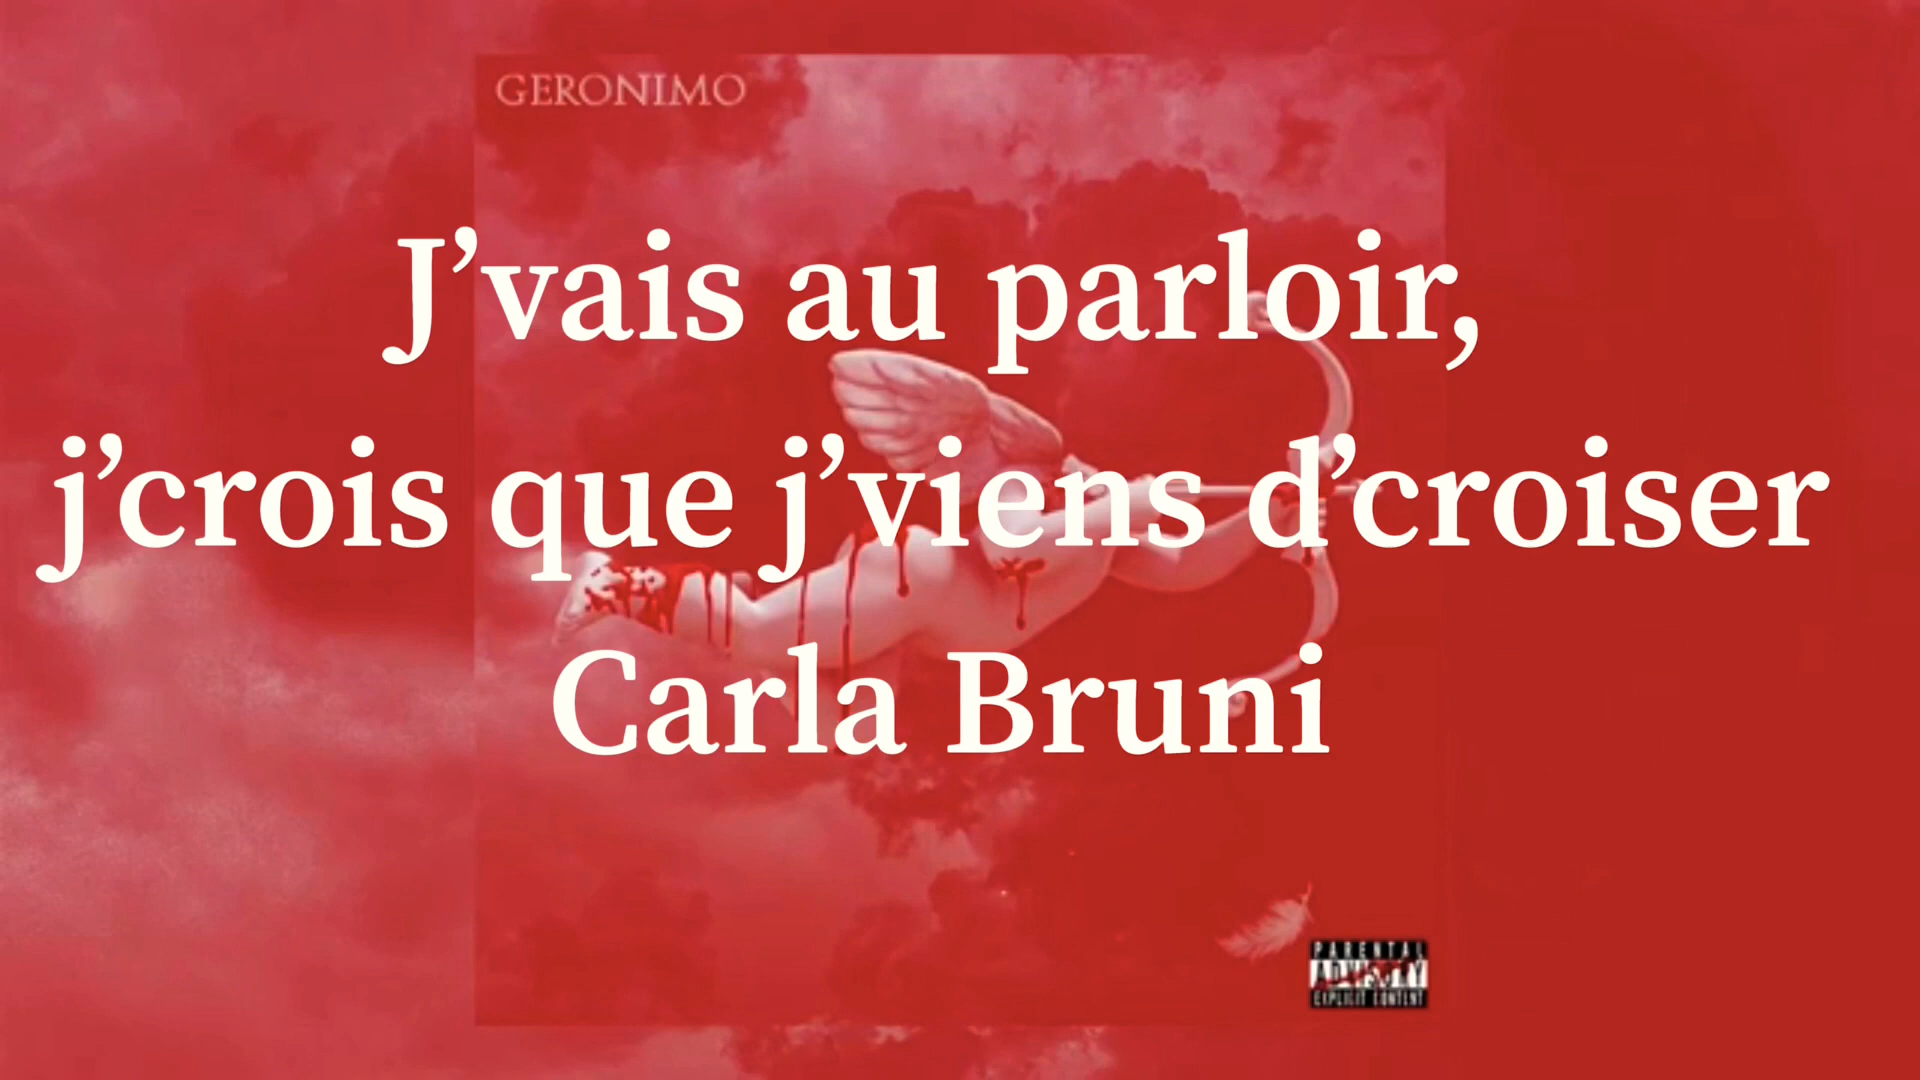 GERONIMO
J’vais au parloir,
j’crois que j’viens d’croiser
Carla Bruni
PARENTAL
ADVISORY
EXPLICIT CONTENT